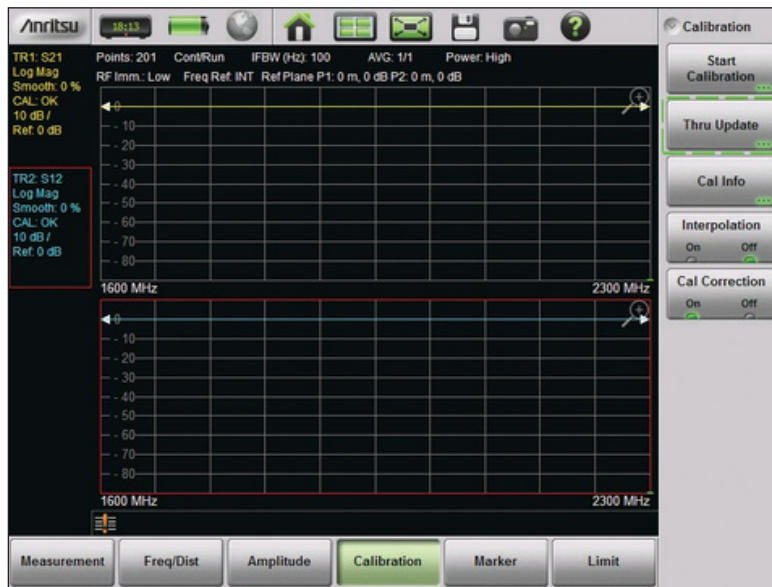 Anritsu
18:13
?
Calibration
TR1: S21
Log Mag
Smooth: 0 %
CAL: OK
10 dB /
Ref: 0 dB
Points: 201 Cont/Run IFBW (Hz): 100 AVG: 1/1 Power: High
RF Imm.: Low Freq Ref: INT Ref Plane P1: 0 m, 0 dB P2: 0 m, 0 dB
0
- 10
- 20
- 30
- 40
- 50
- 60
- 70
- 80
1600 MHz 2300 MHz
TR2: S12
Log Mag
Smooth: 0 %
CAL: OK
10 dB /
Ref: 0 dB
0
- 10
- 20
- 30
- 40
- 50
- 60
- 70
- 80
1600 MHz 2300 MHz
Start
Calibration
Thru Update
Cal Info
Interpolation
On Off
Cal Correction
On Off
Measurement Freq/Dist Amplitude Calibration Marker Limit